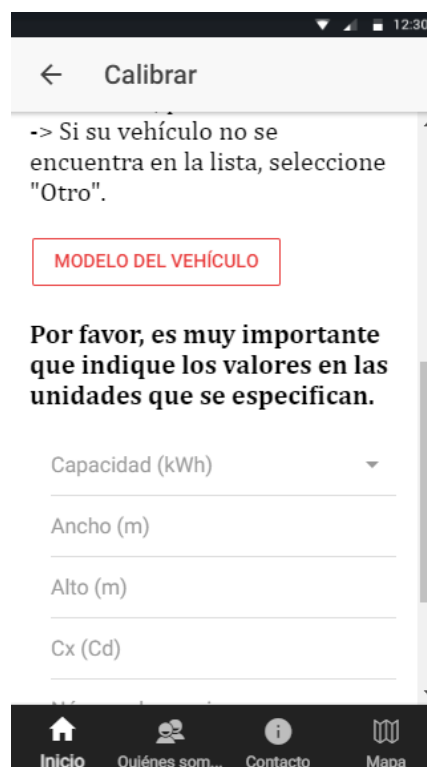 12:30
Calibrar
-> Si su vehículo no se
encuentra en la lista, seleccione
"Otro".
MODELO DEL VEHÍCULO
Por favor, es muy importante
que indique los valores en las
unidades que se especifican.
Capacidad (kWh)
Ancho (m)
Alto (m)
Cx (Cd)
Inicio Quiénes som... Contacto Mapa